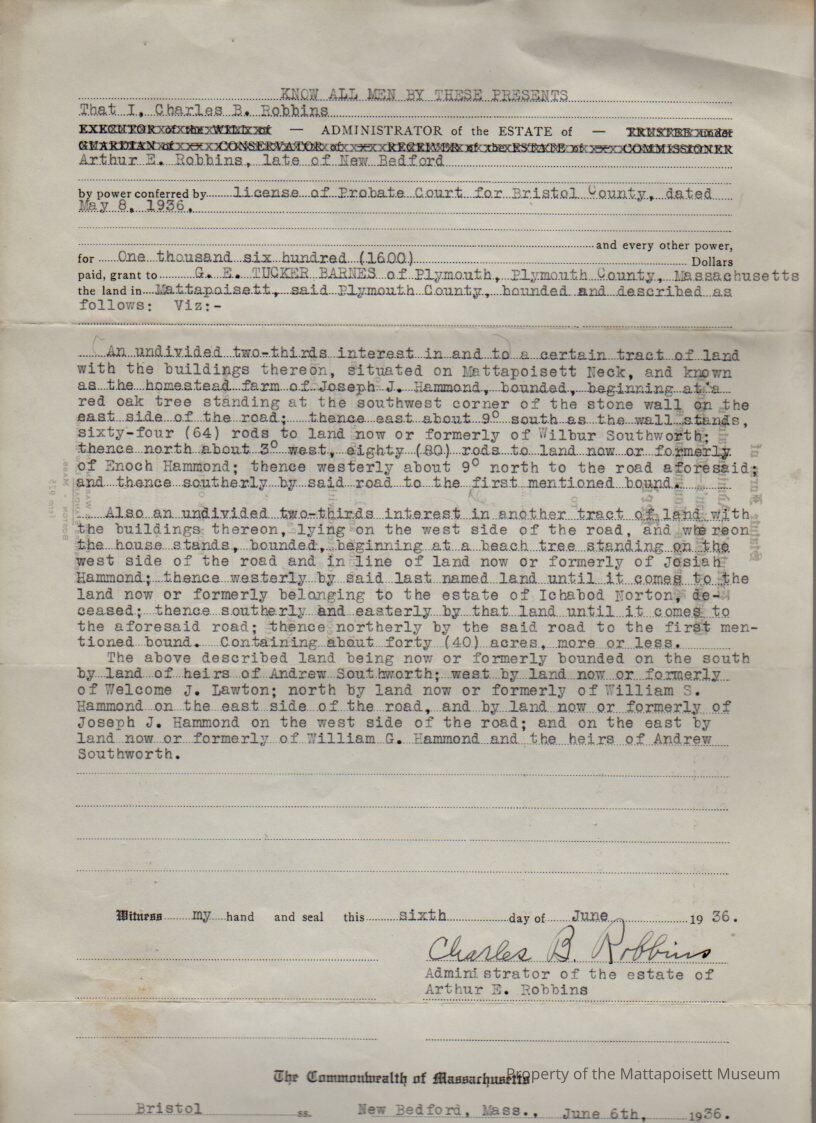 KNOW ALL MEN BY THESE PRESENTS
That I, Charles B. Robbins
EXECUTOR of the WILL of — ADMINISTRATOR of the ESTATE of — TRUSTEE under
GUARDIAN of — CONSERVATOR of — RECEIVER of the ESTATE of — COMMISSIONER
Arthur E. Robbins, late of New Bedford
by power conferred by license of Probate Court for Bristol County, dated
May 8, 1936,
and every other power,
for One thousand six hundred (1600) Dollars
paid, grant to G. E. TUCKER BARNES of Plymouth, Plymouth County, Massachusetts
the land in Mattapoisett, said Plymouth County, bounded and described as
follows: Viz:-
(An undivided two-thirds interest in and to) a certain tract of land
with the buildings thereon, situated on Mattapoisett Neck, and known
as the homestead farm of Joseph J. Hammond, bounded, beginning at a
red oak tree standing at the southwest corner of the stone wall on the
east side of the road; thence east about 9° south as the wall stands,
sixty-four (64) rods to land now or formerly of Wilbur Southworth;
thence north about 3° west, eighty (80) rods to land now or formerly
of Enoch Hammond; thence westerly about 9° north to the road aforesaid;
and thence southerly by said road to the first mentioned bound.
Also an undivided two-thirds interest in another tract of land with
the buildings thereon, lying on the west side of the road, and whereon
the house stands, bounded, beginning at a beach tree standing on the
west side of the road and in line of land now or formerly of Josiah
Hammond; thence westerly by said last named land until it comes to the
land now or formerly belonging to the estate of Ichabod Norton, de-
ceased; thence southerly and easterly by that land until it comes to
the aforesaid road; thence northerly by the said road to the first men-
tioned bound. Containing about forty (40) acres, more or less.
The above described land being now or formerly bounded on the south
by land of heirs of Andrew Southworth; west by land now or formerly
of Welcome J. Lawton; north by land now or formerly of William S.
Hammond on the east side of the road, and by land now or formerly of
Joseph J. Hammond on the west side of the road; and on the east by
land now or formerly of William G. Hammond and the heirs of Andrew
Southworth.
Witness my hand and seal this sixth day of June 19 36.
Charles B. Robbins
Administrator of the estate of
Arthur E. Robbins
The Commonwealth of Massachusetts
Property of the Mattapoisett Museum
Bristol ss. New Bedford, Mass., June 6th, 1936.